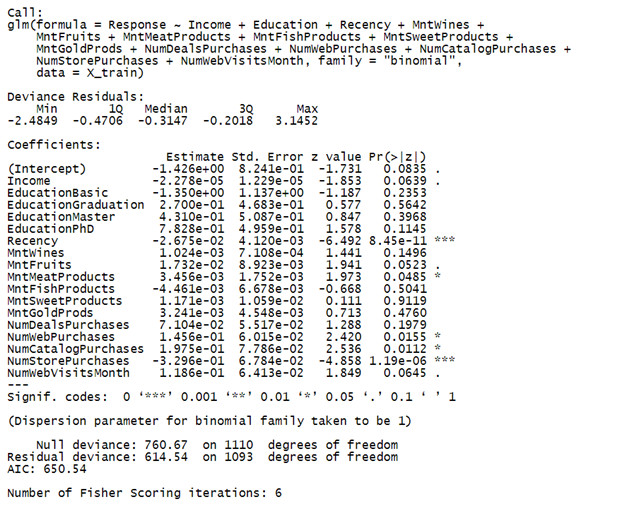 Call:
glm(formula = Response ~ Income + Education + Recency + MntWines +
    MntFruits + MntMeatProducts + MntFishProducts + MntSweetProducts +
    MntGoldProds + NumDealsPurchases + NumWebPurchases + NumCatalogPurchases +
    NumStorePurchases + NumWebVisitsMonth, family = "binomial",
    data = X_train)
Deviance Residuals:
    Min       1Q   Median       3Q      Max
-2.4849  -0.4706  -0.3147  -0.2018   3.1452
Coefficients:
                      Estimate Std. Error z value Pr(>|z|)
(Intercept)         -1.426e+00  8.241e-01  -1.731   0.0835 .
Income              -2.278e-05  1.229e-05  -1.853   0.0639 .
EducationBasic      -1.350e+00  1.137e+00  -1.187   0.2353
EducationGraduation  2.700e-01  4.683e-01   0.577   0.5642
EducationMaster      4.310e-01  5.087e-01   0.847   0.3968
EducationPhD         7.828e-01  4.959e-01   1.578   0.1145
Recency             -2.675e-02  4.120e-03  -6.492 8.45e-11 ***
MntWines             1.024e-03  7.108e-04   1.441   0.1496
MntFruits            1.732e-02  8.923e-03   1.941   0.0523 .
MntMeatProducts      3.456e-03  1.752e-03   1.973   0.0485 *
MntFishProducts     -4.461e-03  6.678e-03  -0.668   0.5041
MntSweetProducts     1.171e-03  1.059e-02   0.111   0.9119
MntGoldProds         3.241e-03  4.548e-03   0.713   0.4760
NumDealsPurchases    7.104e-02  5.517e-02   1.288   0.1979
NumWebPurchases      1.456e-01  6.015e-02   2.420   0.0155 *
NumCatalogPurchases  1.975e-01  7.786e-02   2.536   0.0112 *
NumStorePurchases   -3.296e-01  6.784e-02  -4.858 1.19e-06 ***
NumWebVisitsMonth    1.186e-01  6.413e-02   1.849   0.0645 .
---
Signif. codes:  0 ‘***’ 0.001 ‘**’ 0.01 ‘*’ 0.05 ‘.’ 0.1 ‘ ’ 1
(Dispersion parameter for binomial family taken to be 1)
    Null deviance: 760.67  on 1110  degrees of freedom
Residual deviance: 614.54  on 1093  degrees of freedom
AIC: 650.54
Number of Fisher Scoring iterations: 6